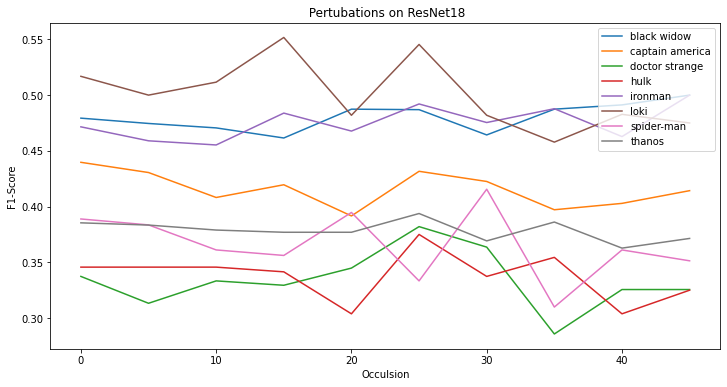 Pertubations on ResNet18
F1-Score
0.55
0.50
0.45
0.40
0.35
0.30
black widow
captain america
doctor strange
hulk
ironman
loki
spider-man
thanos
0
10
20
30
40
Occulsion